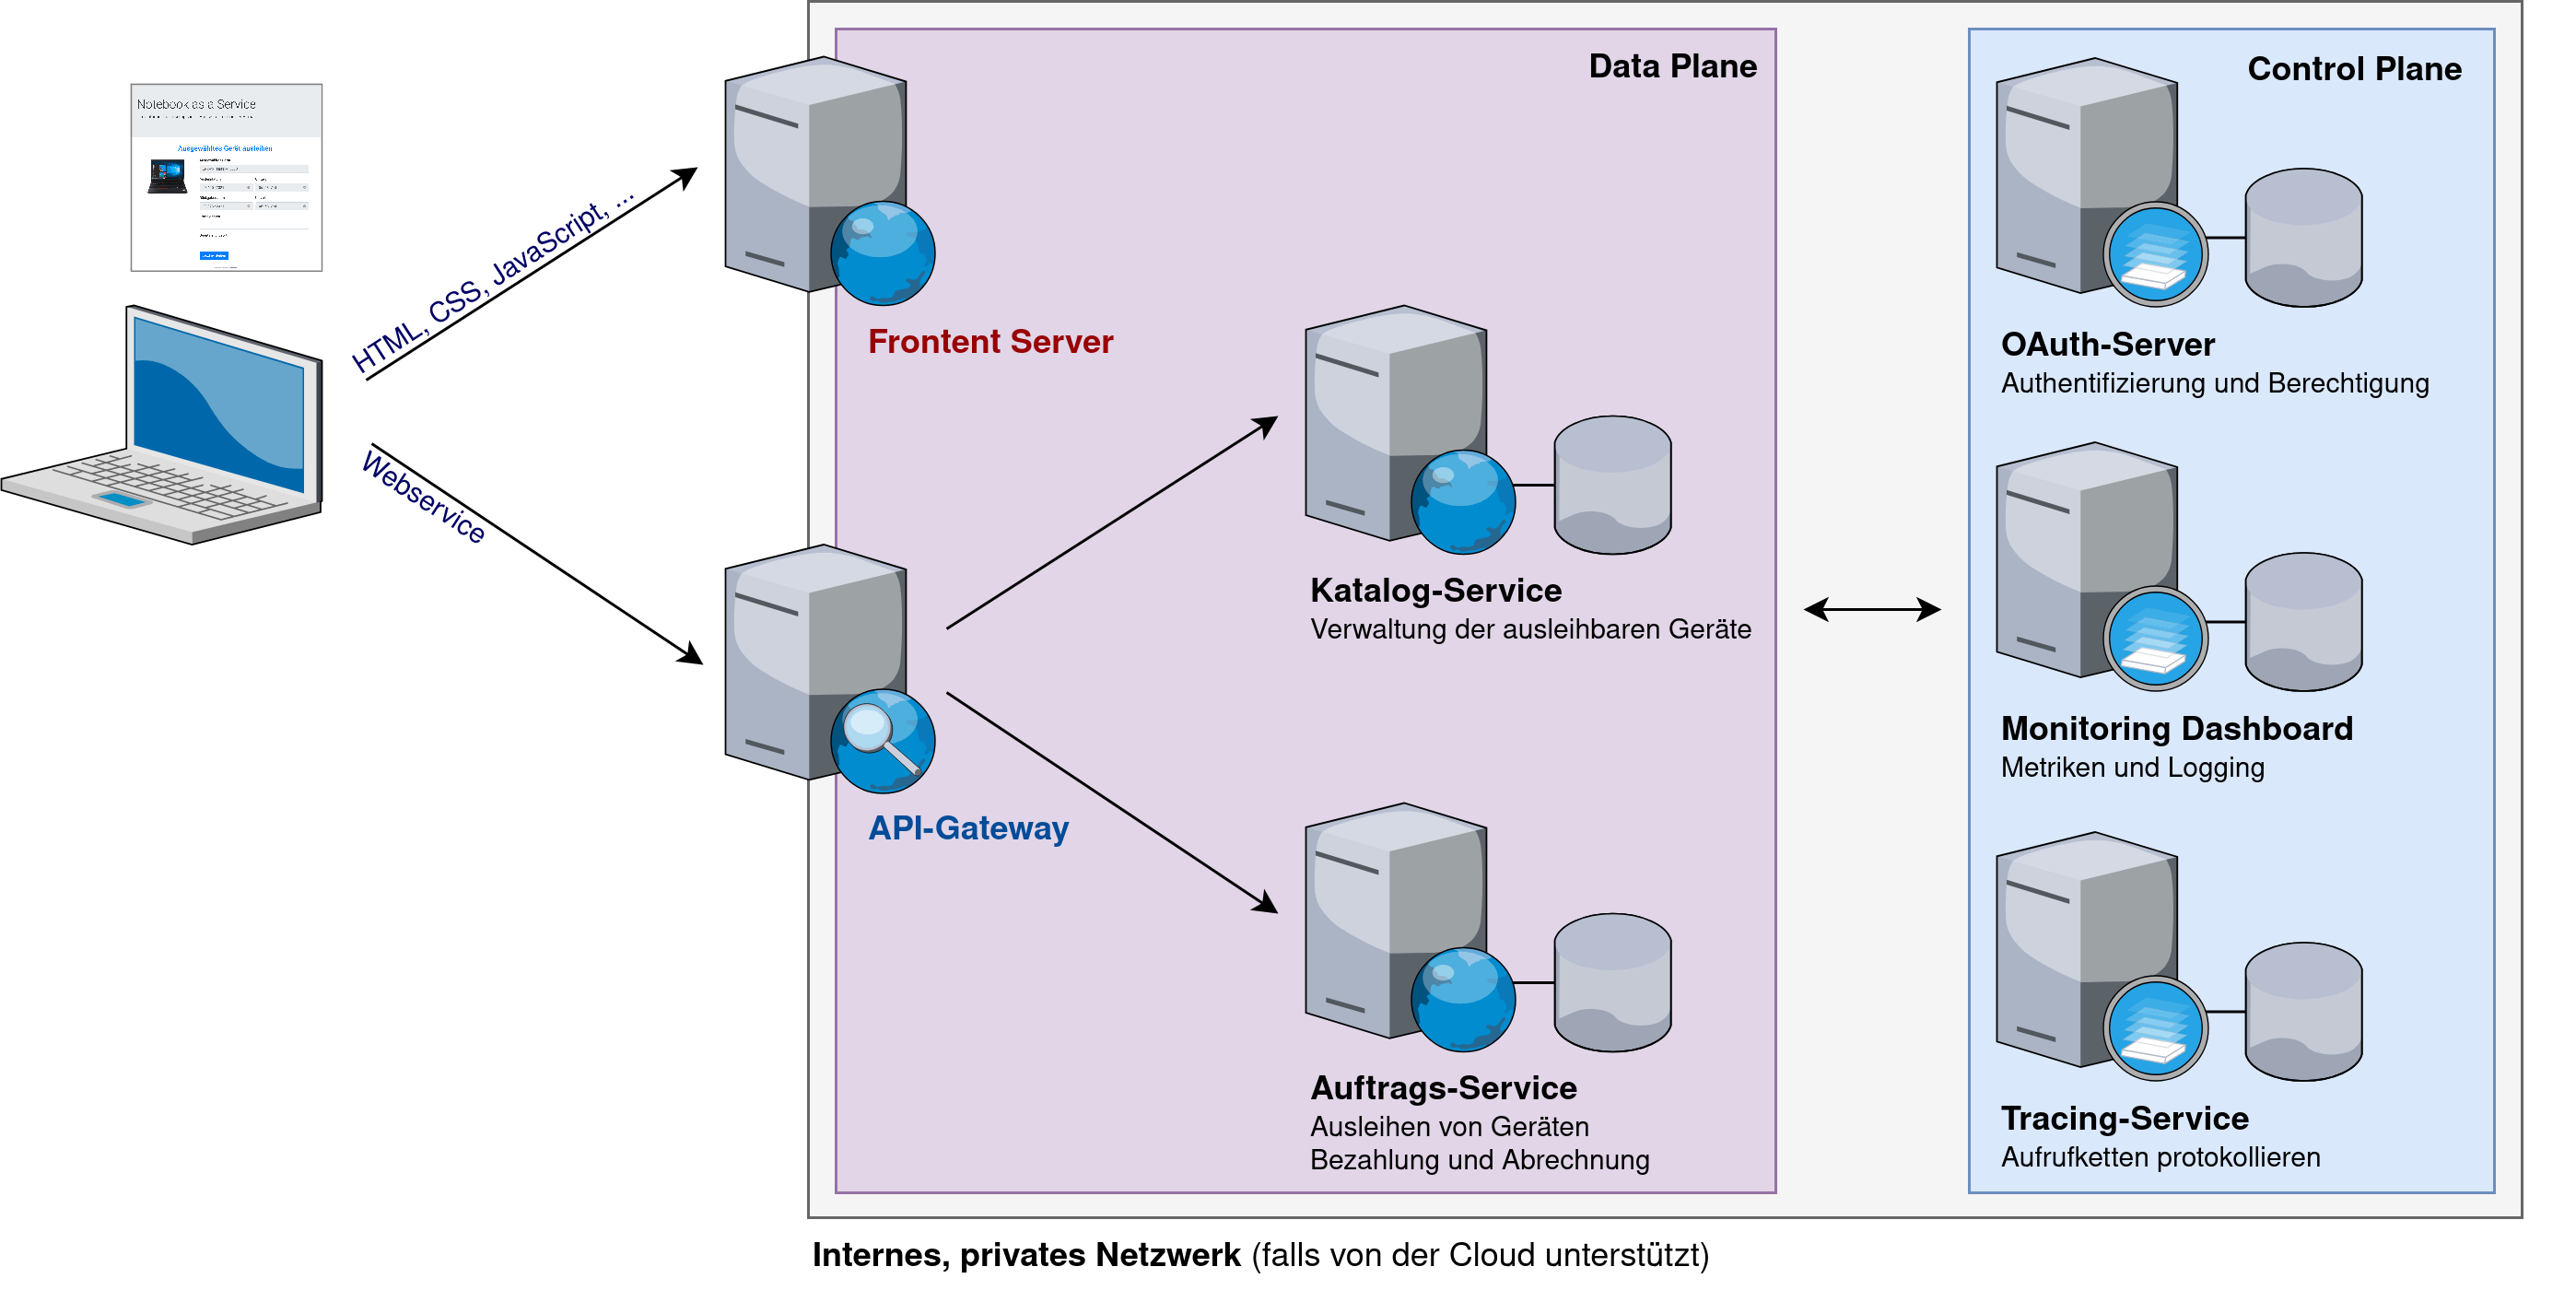 Notebook as a Service
Ausgewähltes Gerät ausleihen
HTML, CSS, JavaScript, ...
Webservice
Data Plane
Frontent Server
API-Gateway
Katalog-Service
Verwaltung der ausleihbaren Geräte
Auftrags-Service
Ausleihen von Geräten
Bezahlung und Abrechnung
Control Plane
OAuth-Server
Authentifizierung und Berechtigung
Monitoring Dashboard
Metriken und Logging
Tracing-Service
Aufrufketten protokollieren
Internes, privates Netzwerk (falls von der Cloud unterstützt)